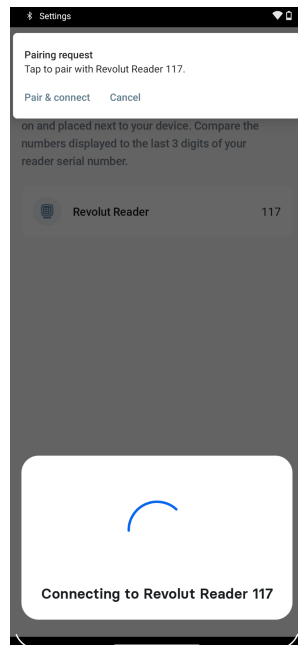 Settings
Pairing request
Tap to pair with Revolut Reader 117.
Pair & connect Cancel
on and placed next to your device. Compare the
numbers displayed to the last 3 digits of your
reader serial number.
Revolut Reader 117
Connecting to Revolut Reader 117